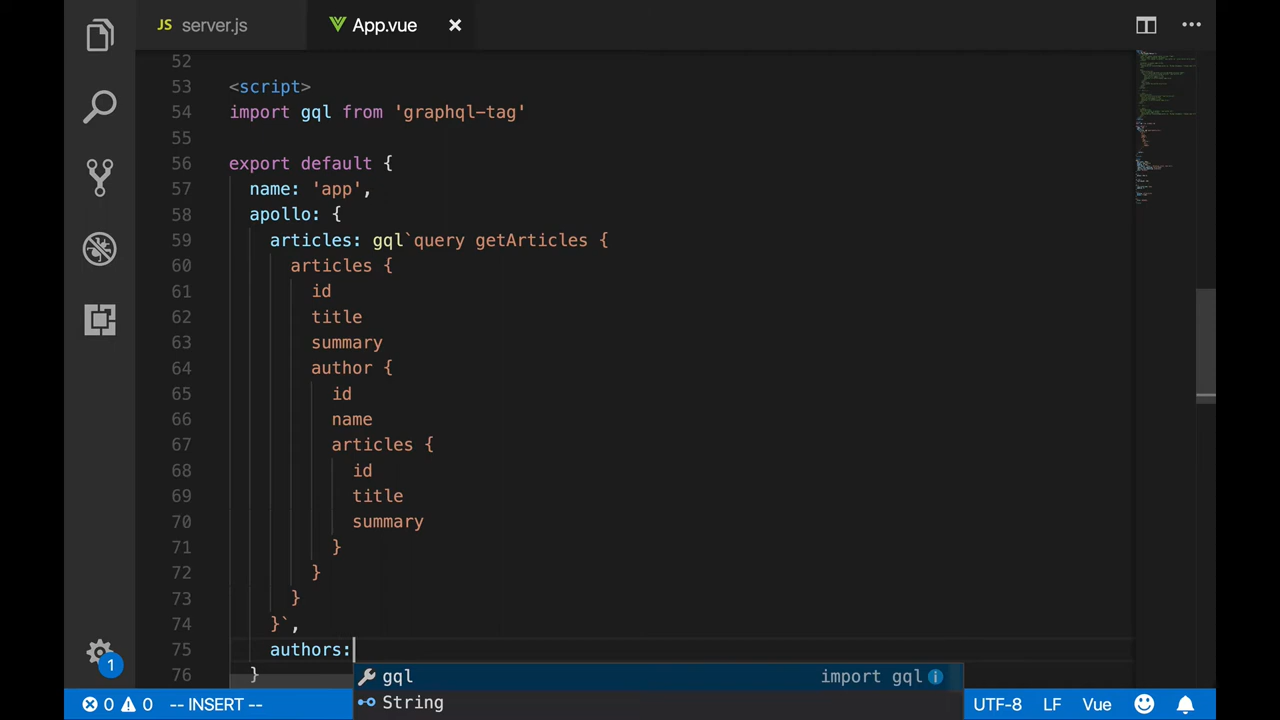 JS server.js
App.vue ×
52
53 <script>
54 import gql from 'graphql-tag'
55
56 export default {
57 name: 'app',
58 apollo: {
59 articles: gql`query getArticles {
60 articles {
61 id
62 title
63 summary
64 author {
65 id
66 name
67 articles {
68 id
69 title
70 summary
71 }
72 }
73 }
74 }`,
75 authors:
76 }
gql import gql
String
1
0 0 -- INSERT -- UTF-8 LF Vue